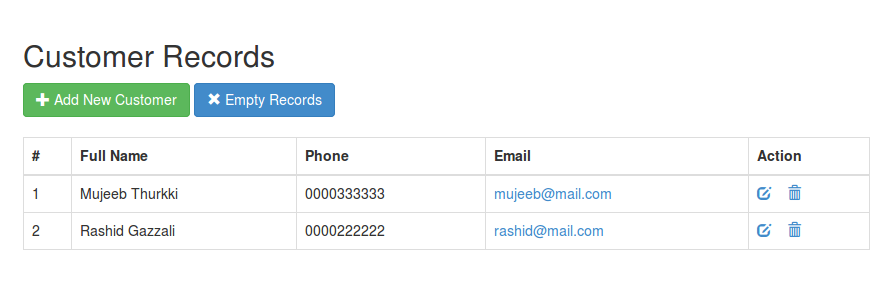 Customer Records
Add New Customer Empty Records
# Full Name Phone Email Action
1 Mujeeb Thurkki 0000333333 mujeeb@mail.com
2 Rashid Gazzali 0000222222 rashid@mail.com